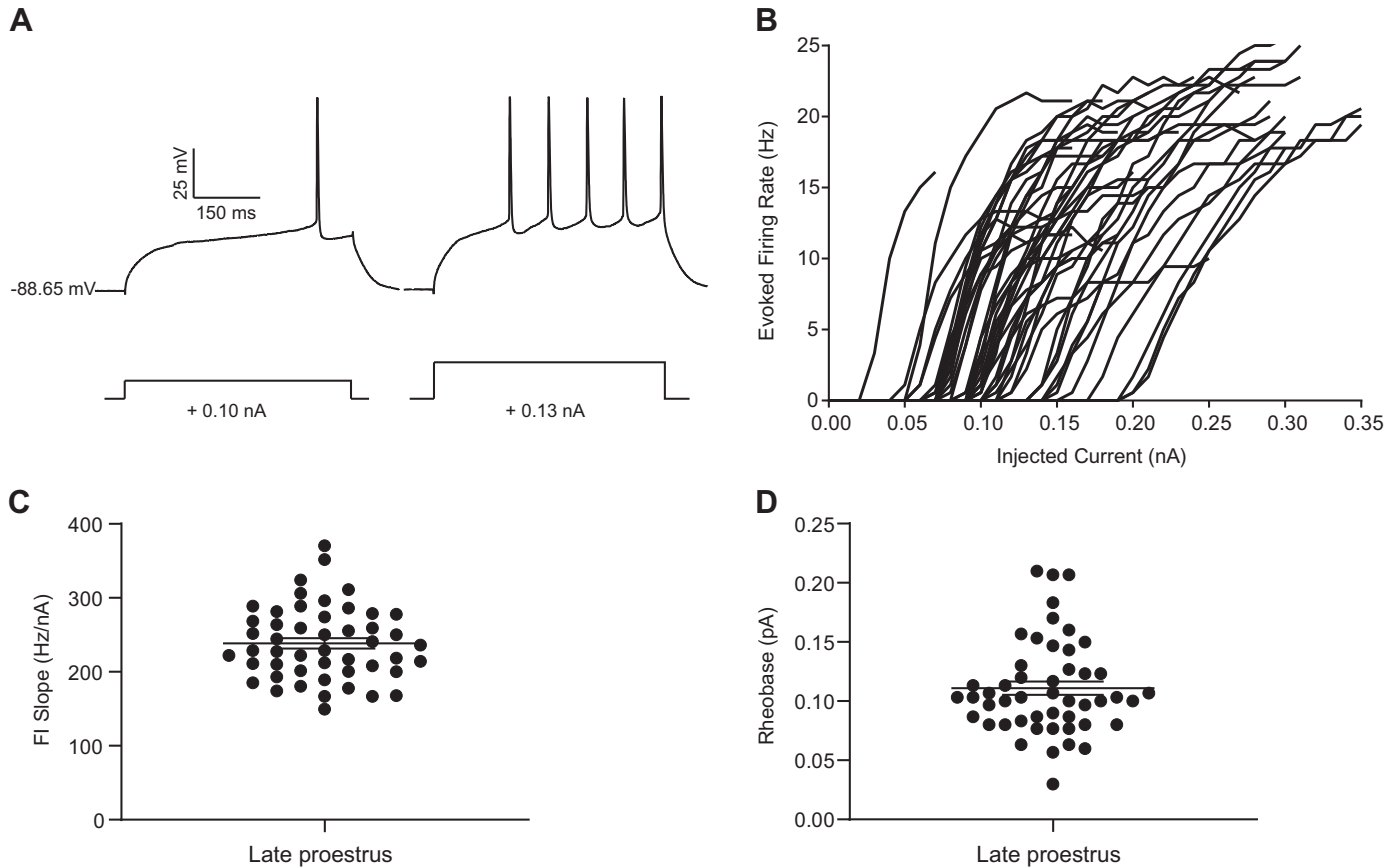 A
25 mV
150 ms
-88.65 mV
+ 0.10 nA
+ 0.13 nA
B
Evoked Firing Rate (Hz)
25
20
15
10
5
0
0.00 0.05 0.10 0.15 0.20 0.25 0.30 0.35
Injected Current (nA)
C
FI Slope (Hz/nA)
400
300
200
100
0
Late proestrus
D
Rheobase (pA)
0.25
0.20
0.15
0.10
0.05
0.00
Late proestrus